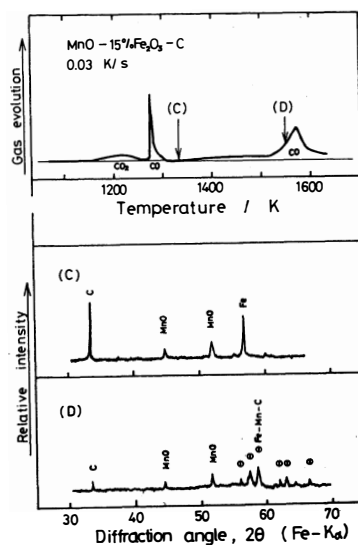 MnO - 15%Fe₂O₃ - C
0.03 K/s
Gas evolution
(C)
(D)
CO₂
CO
CO
1200
1400
1600
Temperature / K
Relative intensity
(C)
C
MnO
MnO
Fe
(D)
C
MnO
MnO
Fe-Mn-C
30
40
50
60
70
Diffraction angle, 2θ (Fe-Kα)